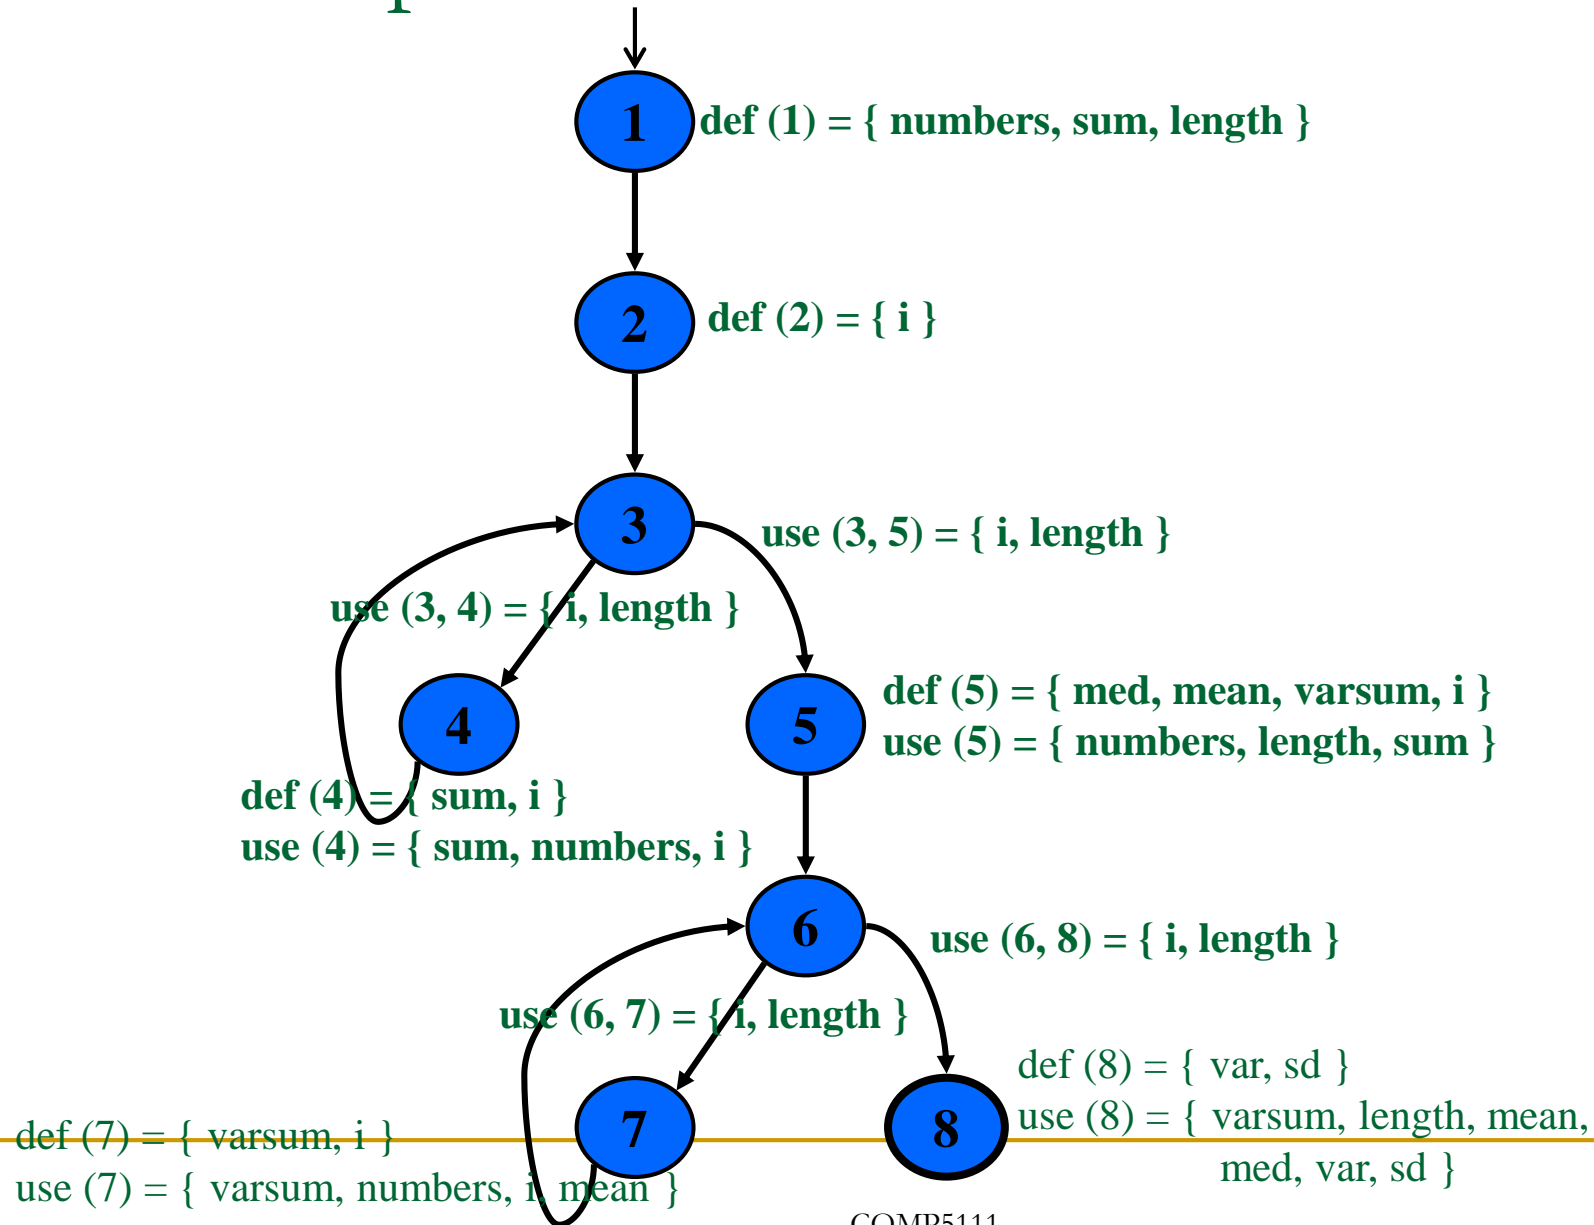 1
def (1) = { numbers, sum, length }
2
def (2) = { i }
3
use (3, 5) = { i, length }
use (3, 4) = { i, length }
4
5
def (5) = { med, mean, varsum, i }
use (5) = { numbers, length, sum }
def (4) = { sum, i }
use (4) = { sum, numbers, i }
6
use (6, 8) = { i, length }
use (6, 7) = { i, length }
7
8
def (8) = { var, sd }
use (8) = { varsum, length, mean,
med, var, sd }
def (7) = { varsum, i }
use (7) = { varsum, numbers, i, mean }
COMP5111